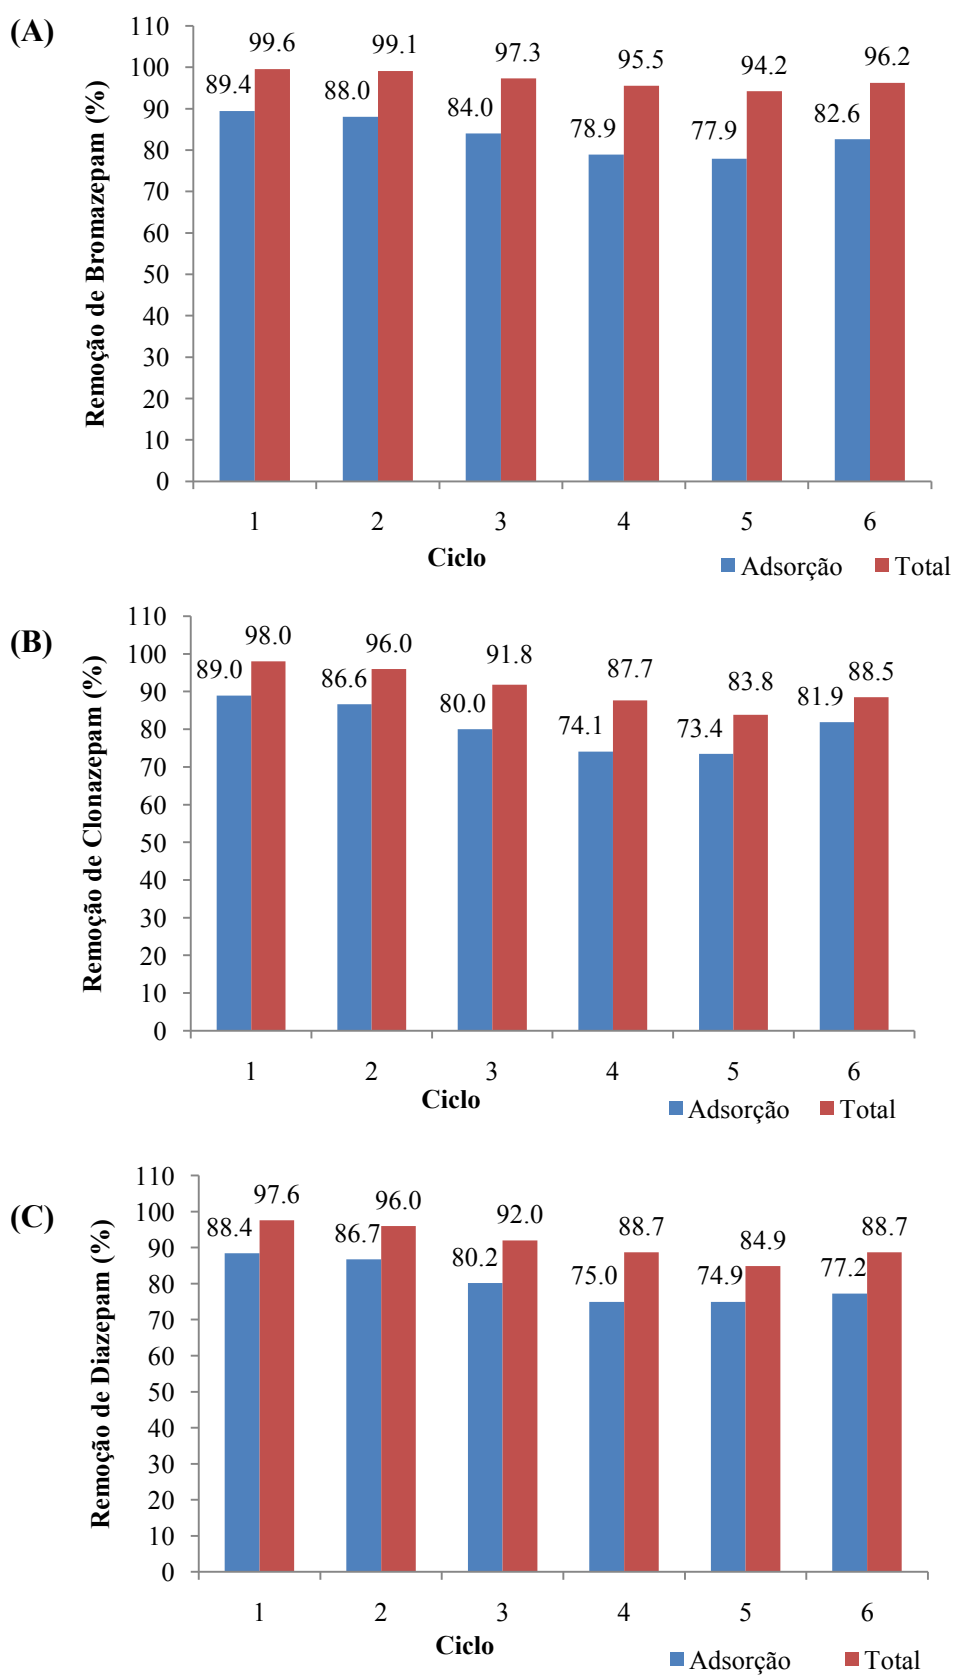 (A)
Remoção de Bromazepam (%)
110
100
90
80
70
60
50
40
30
20
10
0
99.6 99.1 97.3 95.5 94.2 96.2
89.4 88.0 84.0 78.9 77.9 82.6
1 2 3 4 5 6
Ciclo
Adsorção Total
(B)
Remoção de Clonazepam (%)
110
100
90
80
70
60
50
40
30
20
10
0
98.0 96.0 91.8 87.7 83.8 88.5
89.0 86.6 80.0 74.1 73.4 81.9
1 2 3 4 5 6
Ciclo
Adsorção Total
(C)
Remoção de Diazepam (%)
110
100
90
80
70
60
50
40
30
20
10
0
97.6 96.0 92.0 88.7 84.9 88.7
88.4 86.7 80.2 75.0 74.9 77.2
1 2 3 4 5 6
Ciclo
Adsorção Total